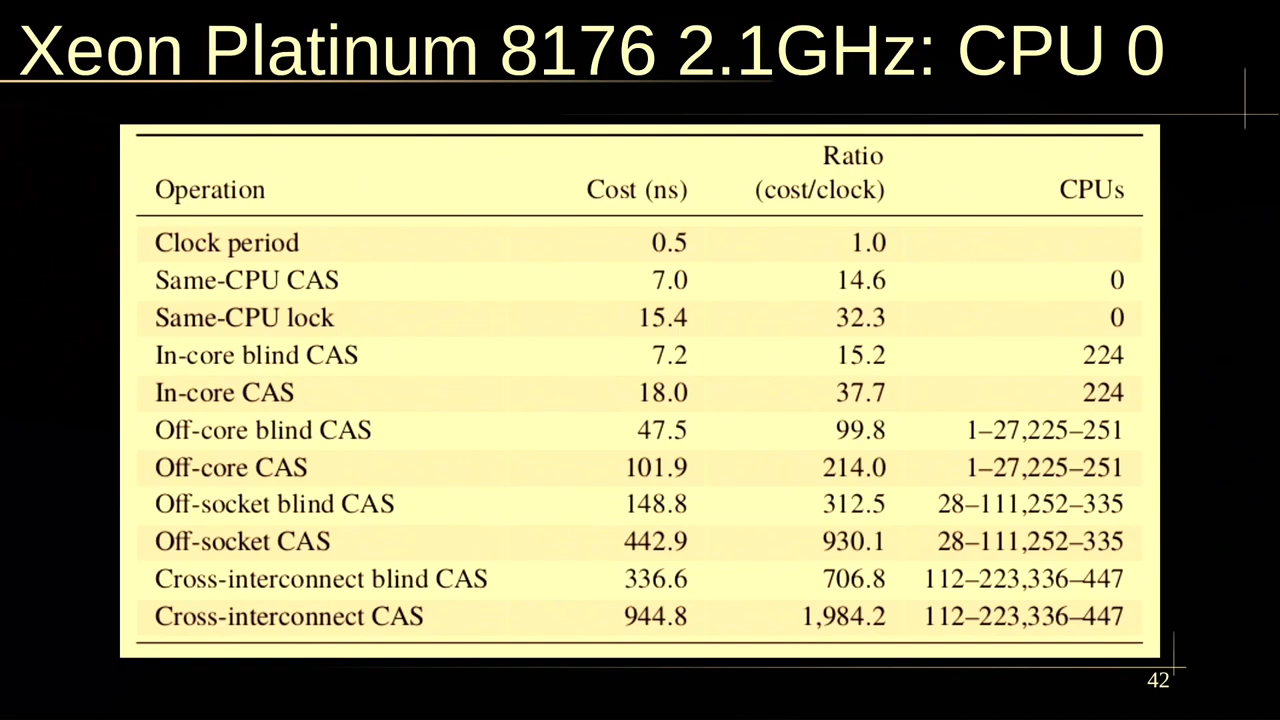 Xeon Platinum 8176 2.1GHz: CPU 0
Ratio
Operation Cost (ns) (cost/clock) CPUs
Clock period 0.5 1.0
Same-CPU CAS 7.0 14.6 0
Same-CPU lock 15.4 32.3 0
In-core blind CAS 7.2 15.2 224
In-core CAS 18.0 37.7 224
Off-core blind CAS 47.5 99.8 1–27,225–251
Off-core CAS 101.9 214.0 1–27,225–251
Off-socket blind CAS 148.8 312.5 28–111,252–335
Off-socket CAS 442.9 930.1 28–111,252–335
Cross-interconnect blind CAS 336.6 706.8 112–223,336–447
Cross-interconnect CAS 944.8 1,984.2 112–223,336–447
42